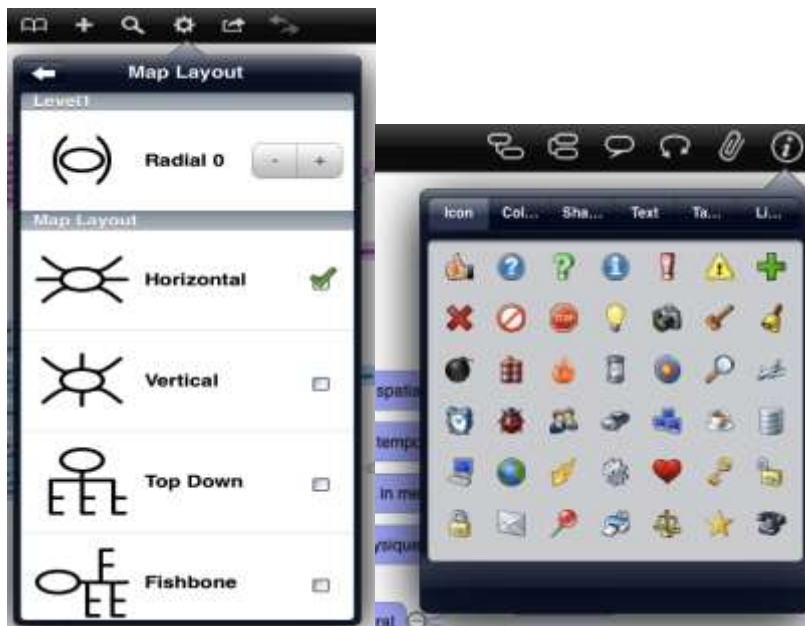 Map Layout
Level1
Radial 0
- +
Map Layout
Horizontal
Vertical
Top Down
Fishbone
Icon Col... Sha... Text Ta... Li...
STOP
spatia
tempo
in me
ysique
ral